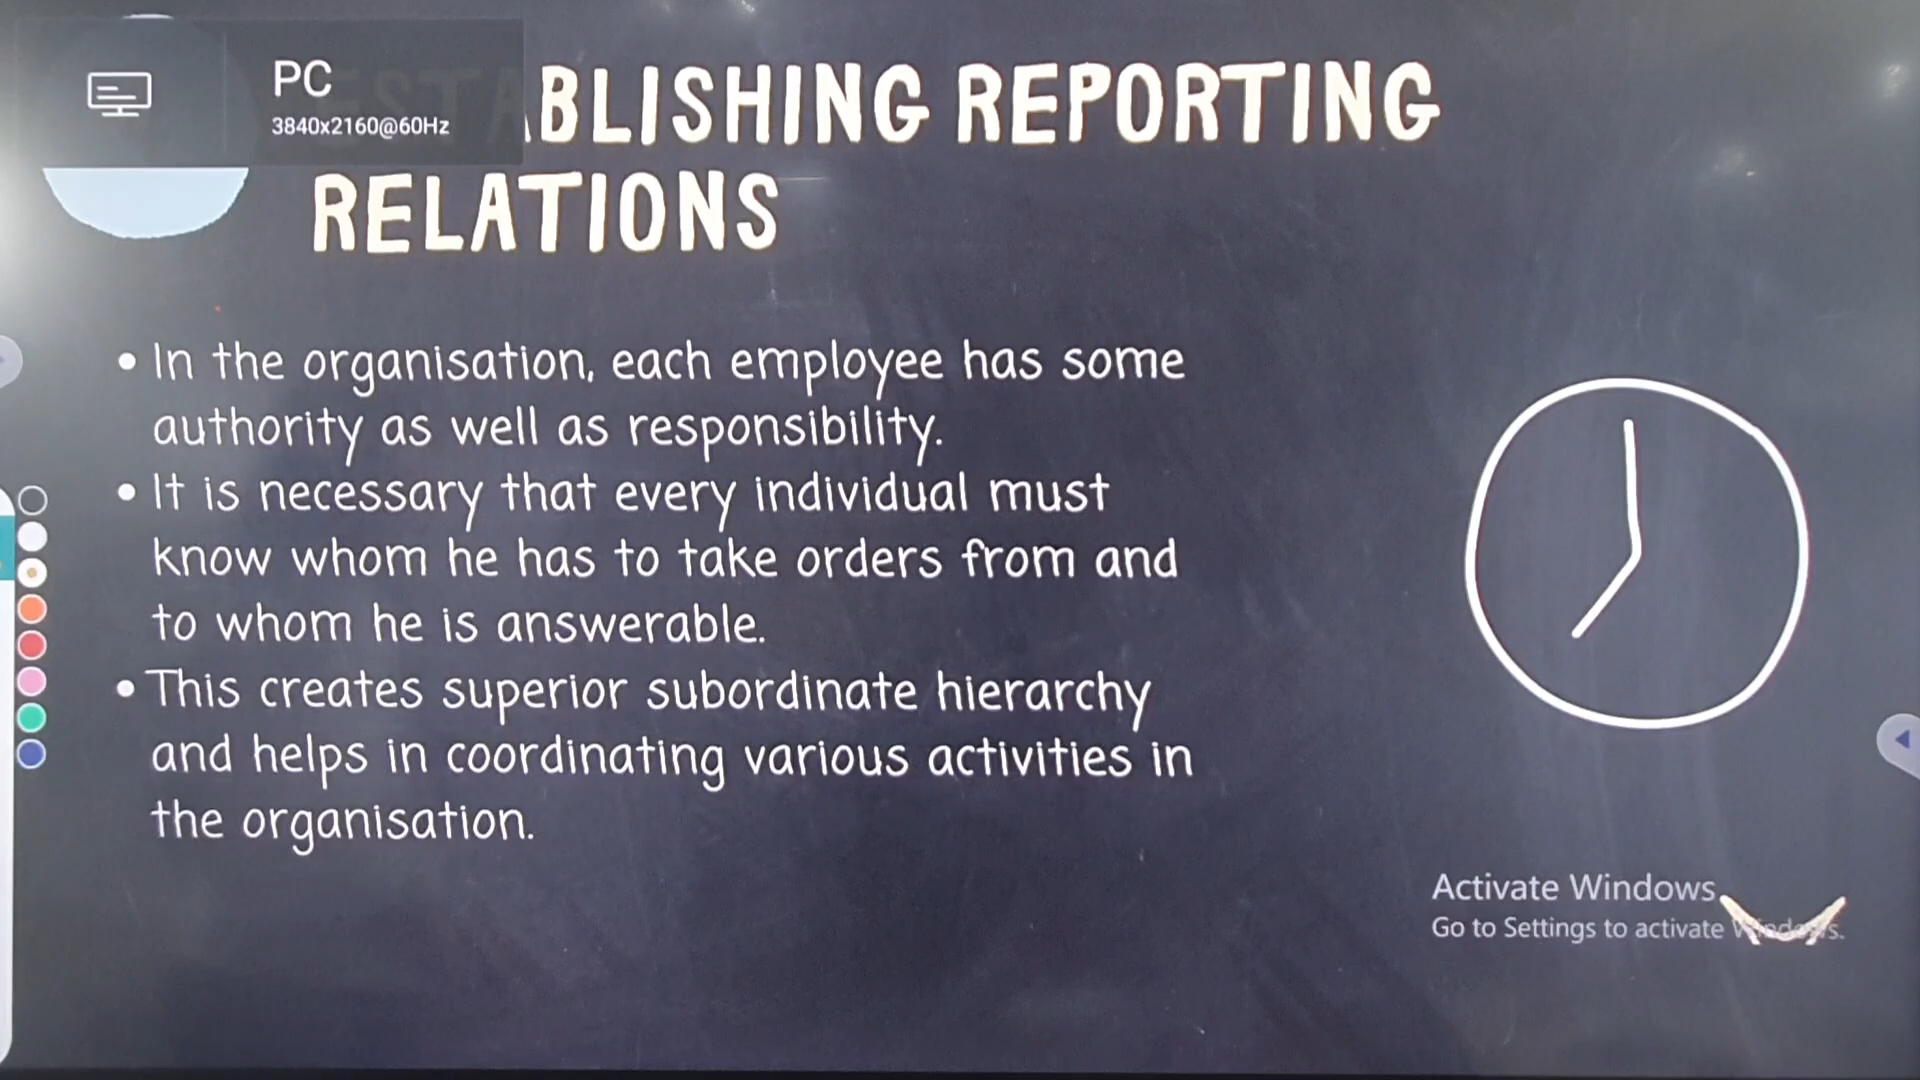 PC
3840x2160@60Hz
ESTABLISHING REPORTING
RELATIONS
• In the organisation, each employee has some
authority as well as responsibility.
• It is necessary that every individual must
know whom he has to take orders from and
to whom he is answerable.
• This creates superior subordinate hierarchy
and helps in coordinating various activities in
the organisation.
Activate Windows
Go to Settings to activate Windows.